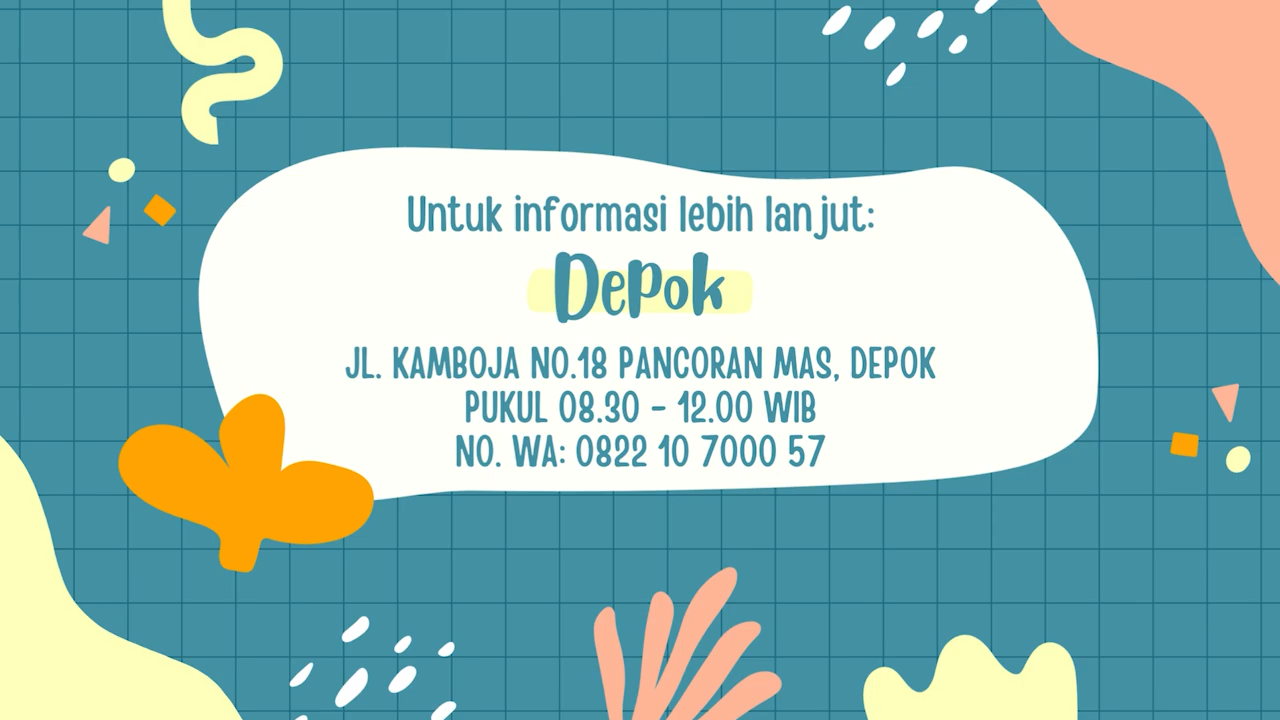 Untuk informasi lebih lanjut:
Depok
JL. KAMBOJA NO.18 PANCORAN MAS, DEPOK
PUKUL 08.30 - 12.00 WIB
NO. WA: 0822 10 7000 57